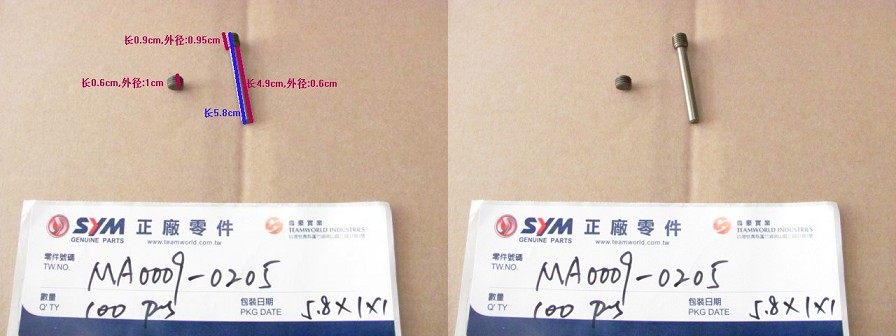 长0.9cm,外径:0.95cm
长0.6cm,外径:1cm
长4.9cm,外径:0.6cm
长5.8cm
SYM
GENUINE PARTS
正廠零件
www.teamworld.com.tw
TEAMWORLD INDUSTRIES
零件號碼
TW.NO.
MA0009-0205
數量
Q'TY
100 pcs
包裝日期
PKG DATE
5.8X1X1
SYM
GENUINE PARTS
正廠零件
www.teamworld.com.tw
TEAMWORLD INDUSTRIES
零件號碼
TW.NO.
MA0009-0205
數量
Q'TY
100 pcs
包裝日期
PKG DATE
5.8X1X1